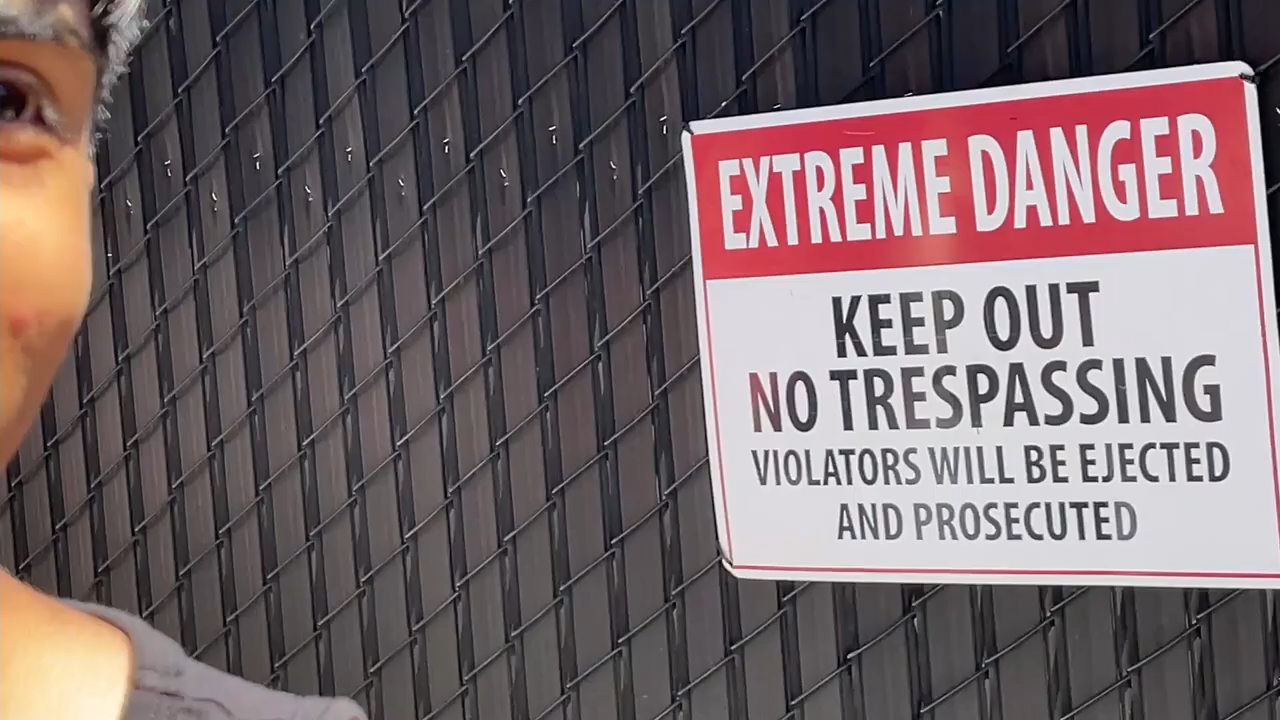 EXTREME DANGER
KEEP OUT
NO TRESPASSING
VIOLATORS WILL BE EJECTED
AND PROSECUTED